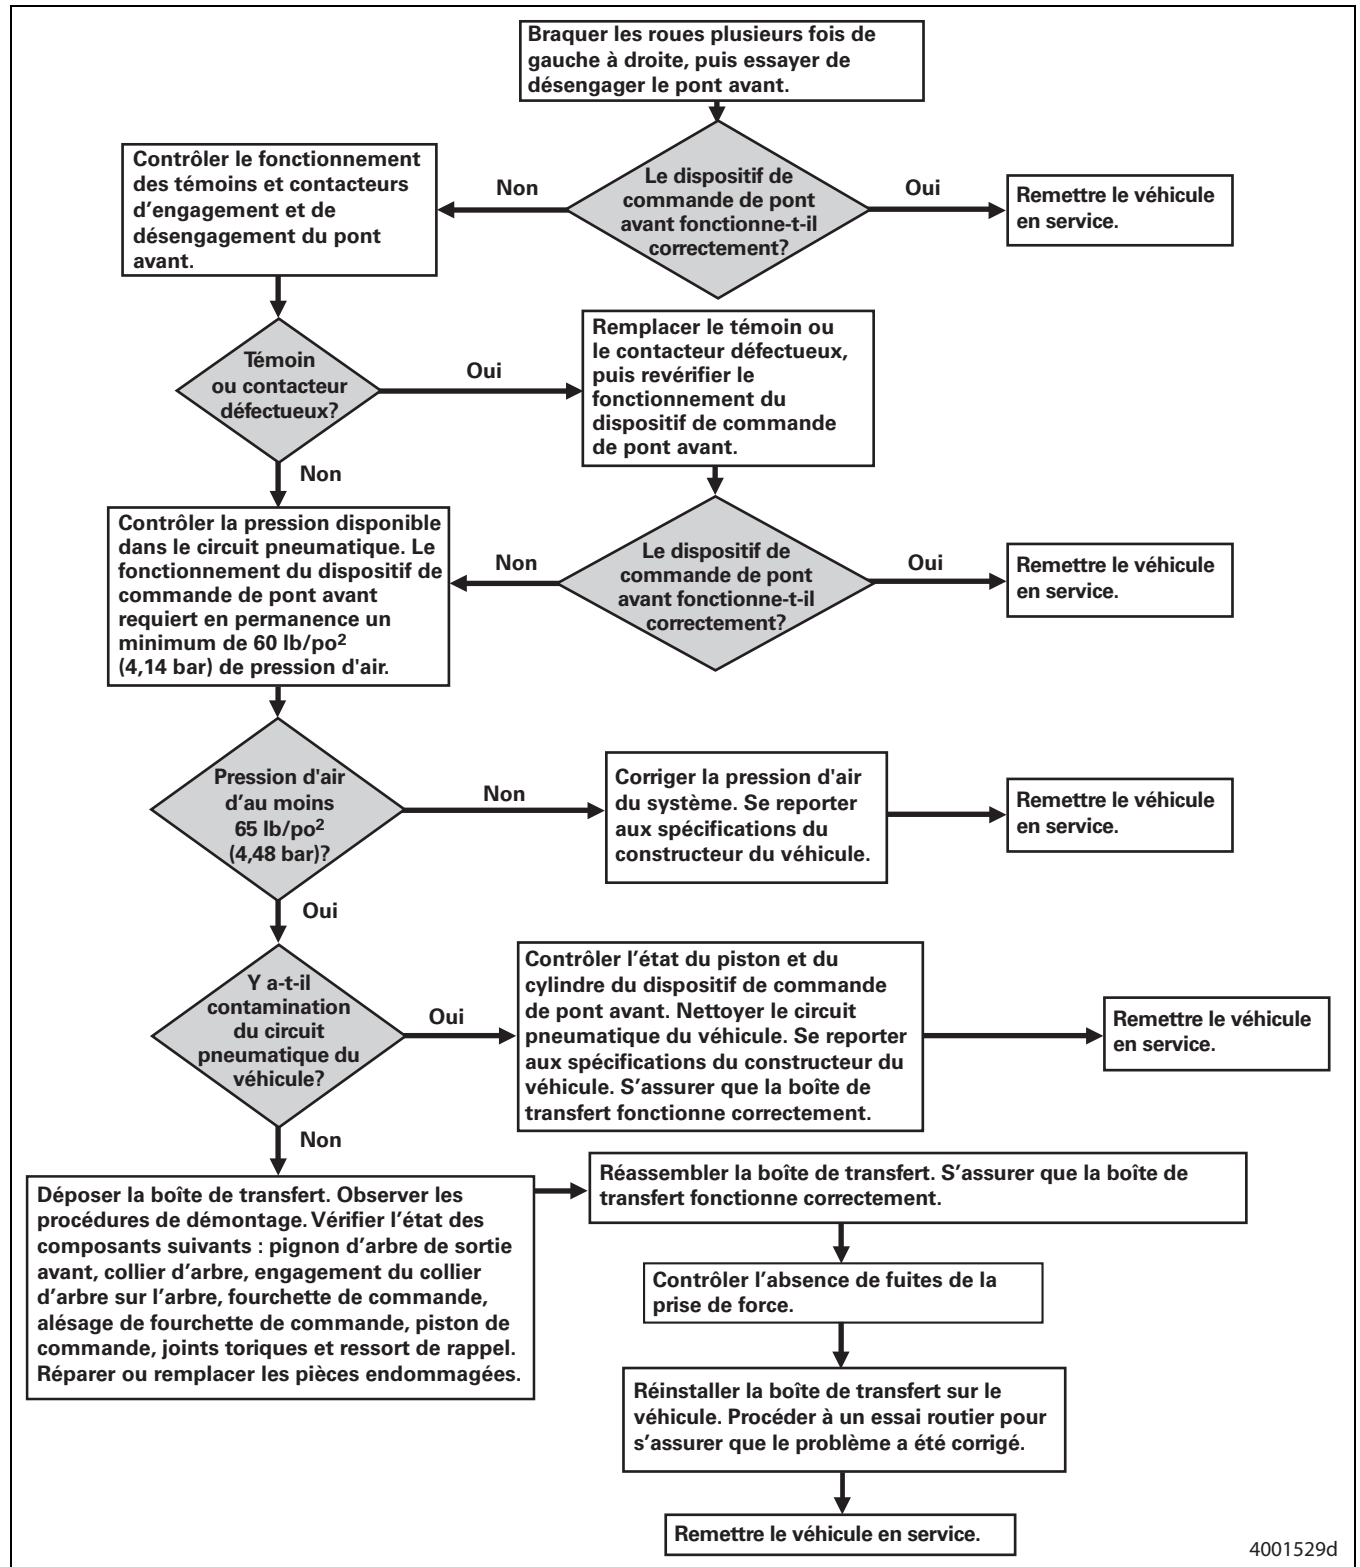 Braquer les roues plusieurs fois de
gauche à droite, puis essayer de
désengager le pont avant.
Contrôler le fonctionnement
des témoins et contacteurs
d'engagement et de
désengagement du pont
avant.
Non
Le dispositif de
commande de pont
avant fonctionne-t-il
correctement?
Oui
Remettre le véhicule
en service.
Témoin
ou contacteur
défectueux?
Oui
Remplacer le témoin ou
le contacteur défectueux,
puis revérifier le
fonctionnement du
dispositif de commande
de pont avant.
Non
Contrôler la pression disponible
dans le circuit pneumatique. Le
fonctionnement du dispositif de
commande de pont avant
requiert en permanence un
minimum de 60 lb/po²
(4,14 bar) de pression d'air.
Non
Le dispositif de
commande de pont
avant fonctionne-t-il
correctement?
Oui
Remettre le véhicule
en service.
Pression d'air
d'au moins
65 lb/po²
(4,48 bar)?
Non
Corriger la pression d'air
du système. Se reporter
aux spécifications du
constructeur du véhicule.
Remettre le véhicule
en service.
Oui
Y a-t-il
contamination
du circuit
pneumatique du
véhicule?
Oui
Contrôler l'état du piston et du
cylindre du dispositif de commande
de pont avant. Nettoyer le circuit
pneumatique du véhicule. Se reporter
aux spécifications du constructeur du
véhicule. S'assurer que la boîte de
transfert fonctionne correctement.
Remettre le véhicule
en service.
Non
Déposer la boîte de transfert. Observer les
procédures de démontage. Vérifier l'état des
composants suivants : pignon d'arbre de sortie
avant, collier d'arbre, engagement du collier
d'arbre sur l'arbre, fourchette de commande,
alésage de fourchette de commande, piston de
commande, joints toriques et ressort de rappel.
Réparer ou remplacer les pièces endommagées.
Réassembler la boîte de transfert. S'assurer que la boîte de
transfert fonctionne correctement.
Contrôler l'absence de fuites de la
prise de force.
Réinstaller la boîte de transfert sur le
véhicule. Procéder à un essai routier pour
s'assurer que le problème a été corrigé.
Remettre le véhicule en service.
4001529d